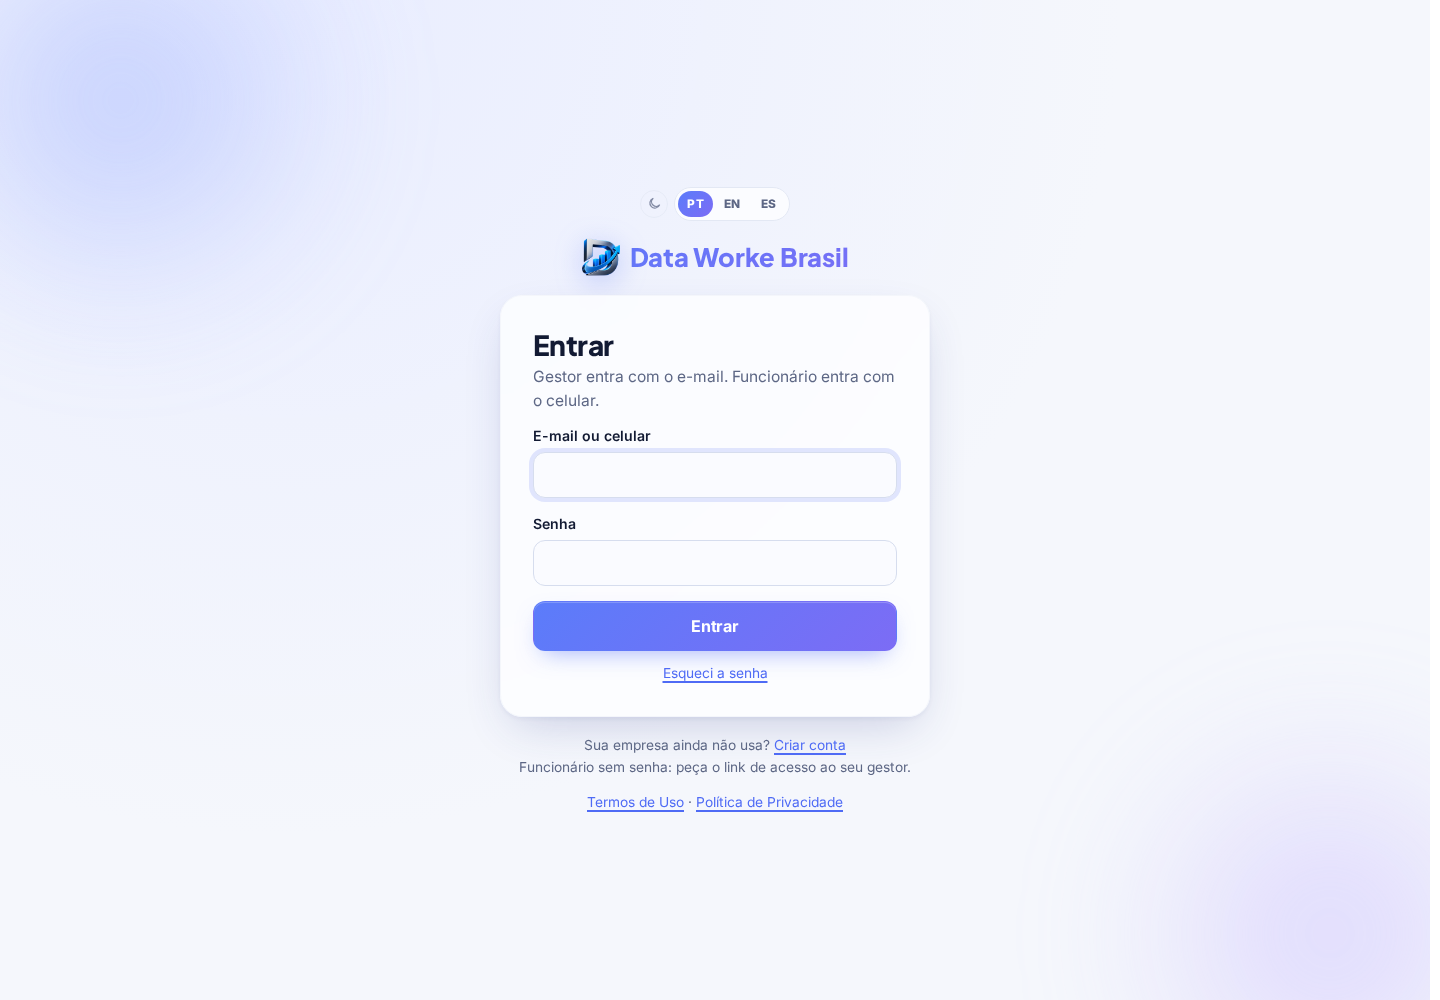 PT EN ES
Data Worke Brasil
Entrar
Gestor entra com o e-mail. Funcionário entra com
o celular.
E-mail ou celular
Senha
Entrar
Esqueci a senha
Sua empresa ainda não usa? Criar conta
Funcionário sem senha: peça o link de acesso ao seu gestor.
Termos de Uso · Política de Privacidade